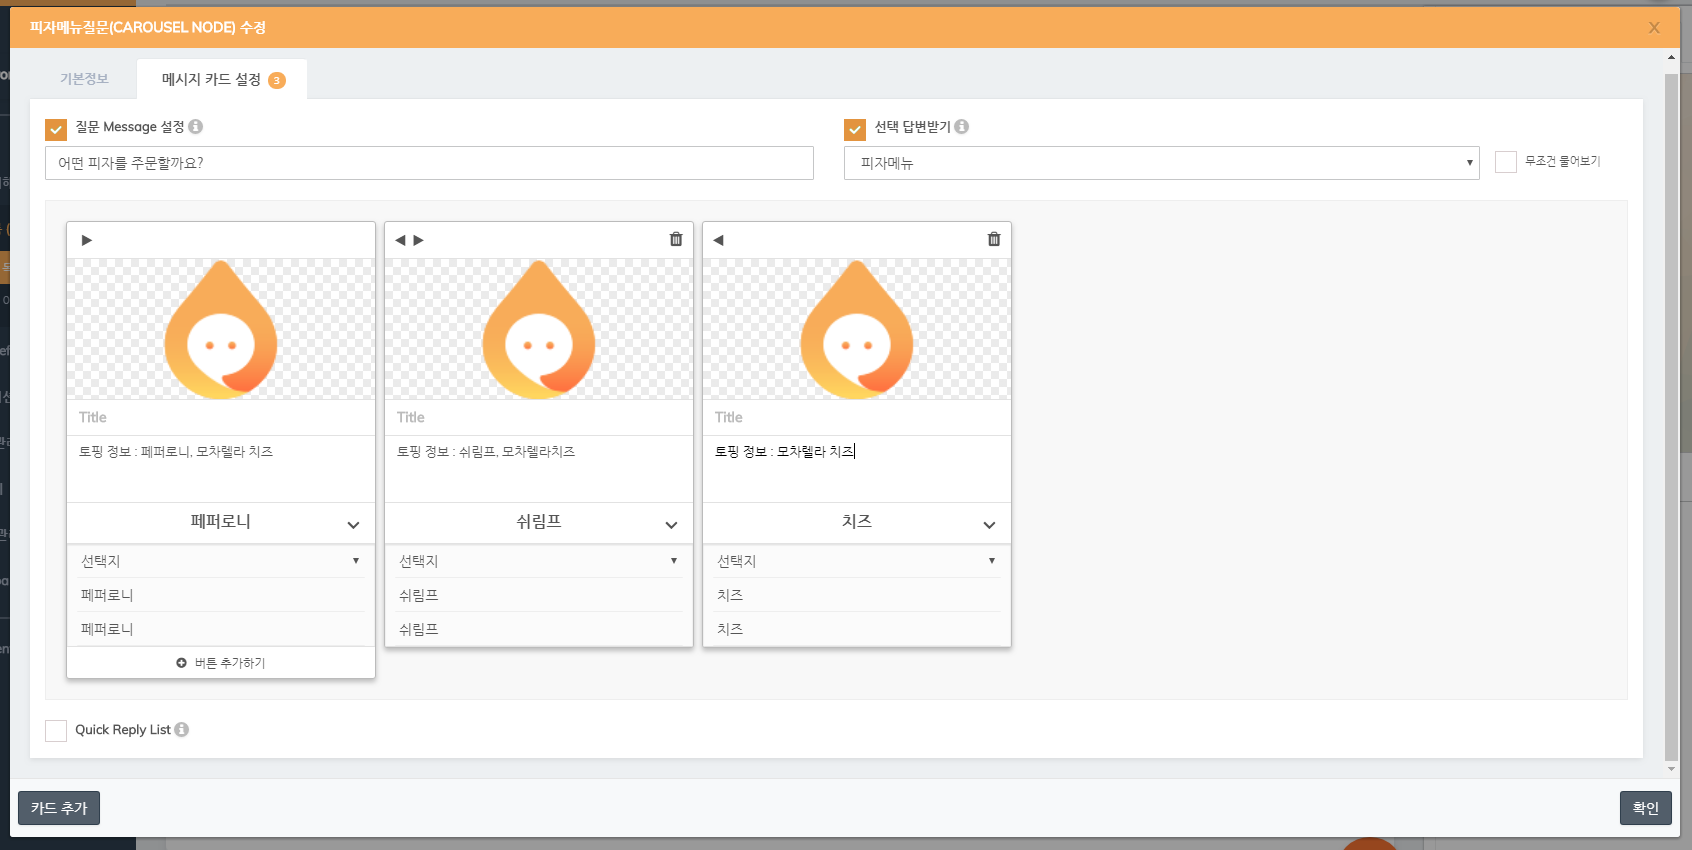 피자메뉴질문(CAROUSEL NODE) 수정
X
기본정보
메시지 카드 설정 3
질문 Message 설정
선택 답변받기
어떤 피자를 주문할까요?
피자메뉴
무조건 물어보기
Title
토핑 정보 : 페퍼로니, 모차렐라 치즈
페퍼로니
선택지
페퍼로니
페퍼로니
버튼 추가하기
Title
토핑 정보 : 쉬림프, 모차렐라치즈
쉬림프
선택지
쉬림프
쉬림프
Title
토핑 정보 : 모차렐라 치즈
치즈
선택지
치즈
치즈
Quick Reply List
카드 추가
확인